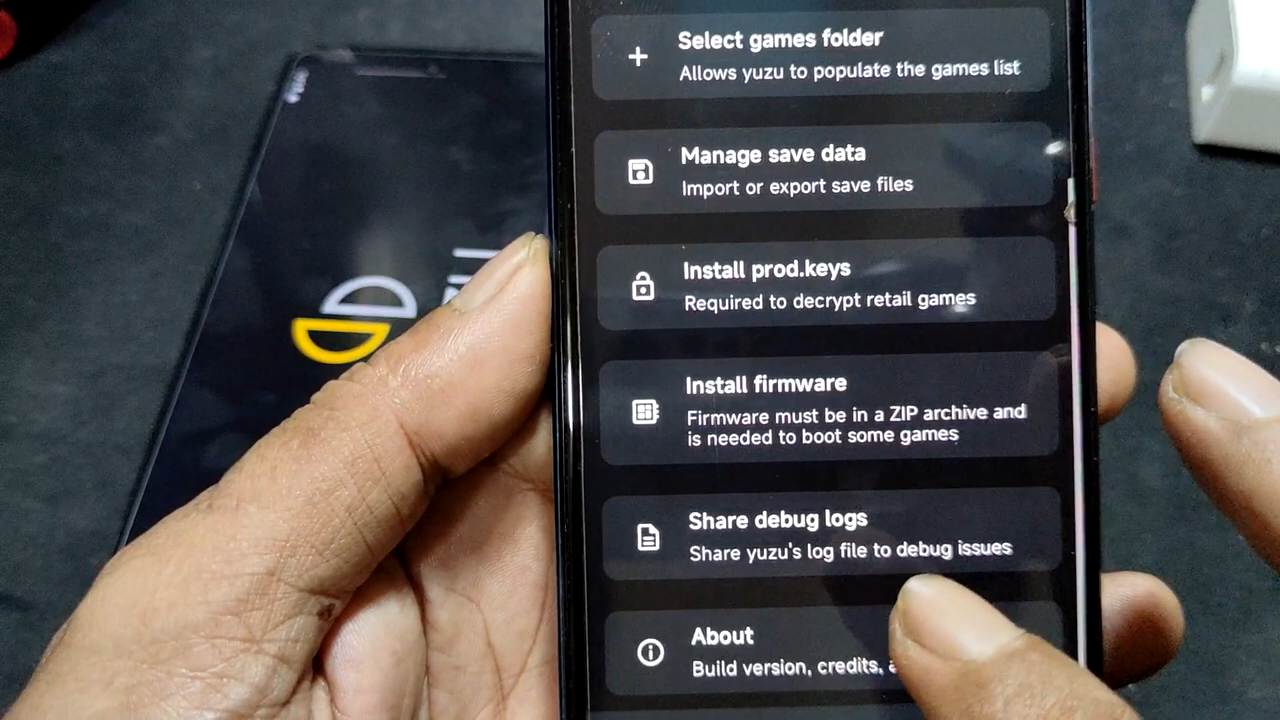 Select games folder
Allows yuzu to populate the games list
Manage save data
Import or export save files
Install prod.keys
Required to decrypt retail games
Install firmware
Firmware must be in a ZIP archive and
is needed to boot some games
Share debug logs
Share yuzu's log file to debug issues
About
Build version, credits,